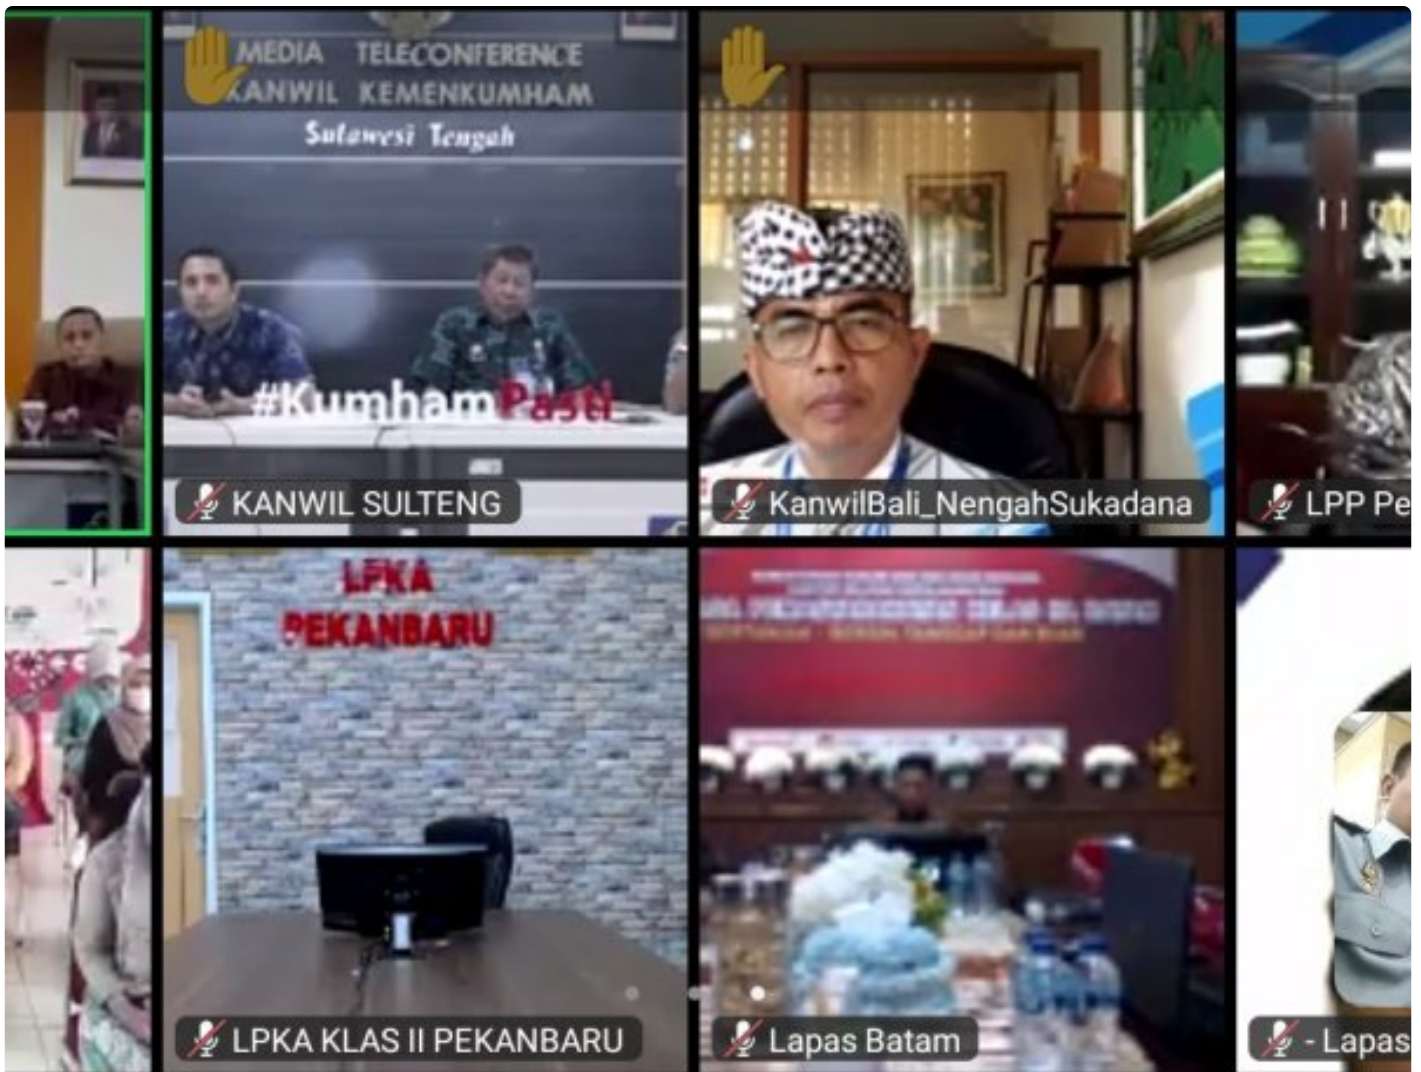 MEDIA TELECONFERENCE
KANWIL KEMENKUMHAM
Sulawesi Tengah
#KumhamPasti
KANWIL SULTENG
KanwilBali_NengahSukadana
LPP Pe
LPKA
PEKANBARU
LPKA KLAS II PEKANBARU
Lapas Batam
- Lapas